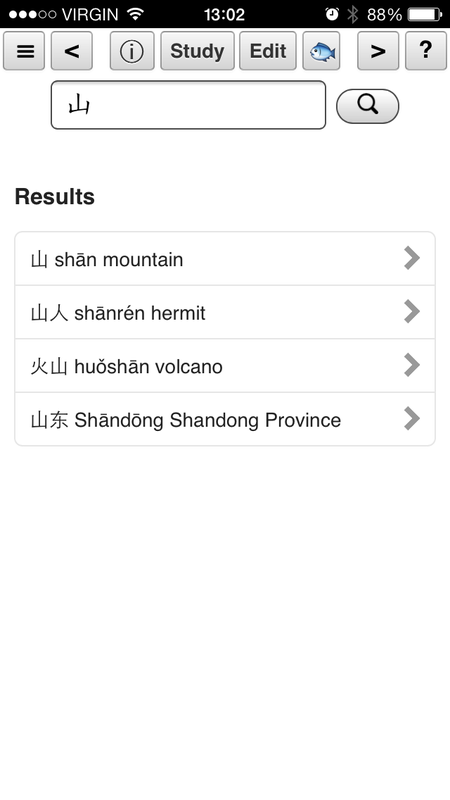 VIRGIN 13:02 88%
< ⓘ Study Edit > ?
山
Results
山 shān mountain
山人 shānrén hermit
火山 huǒshān volcano
山东 Shāndōng Shandong Province